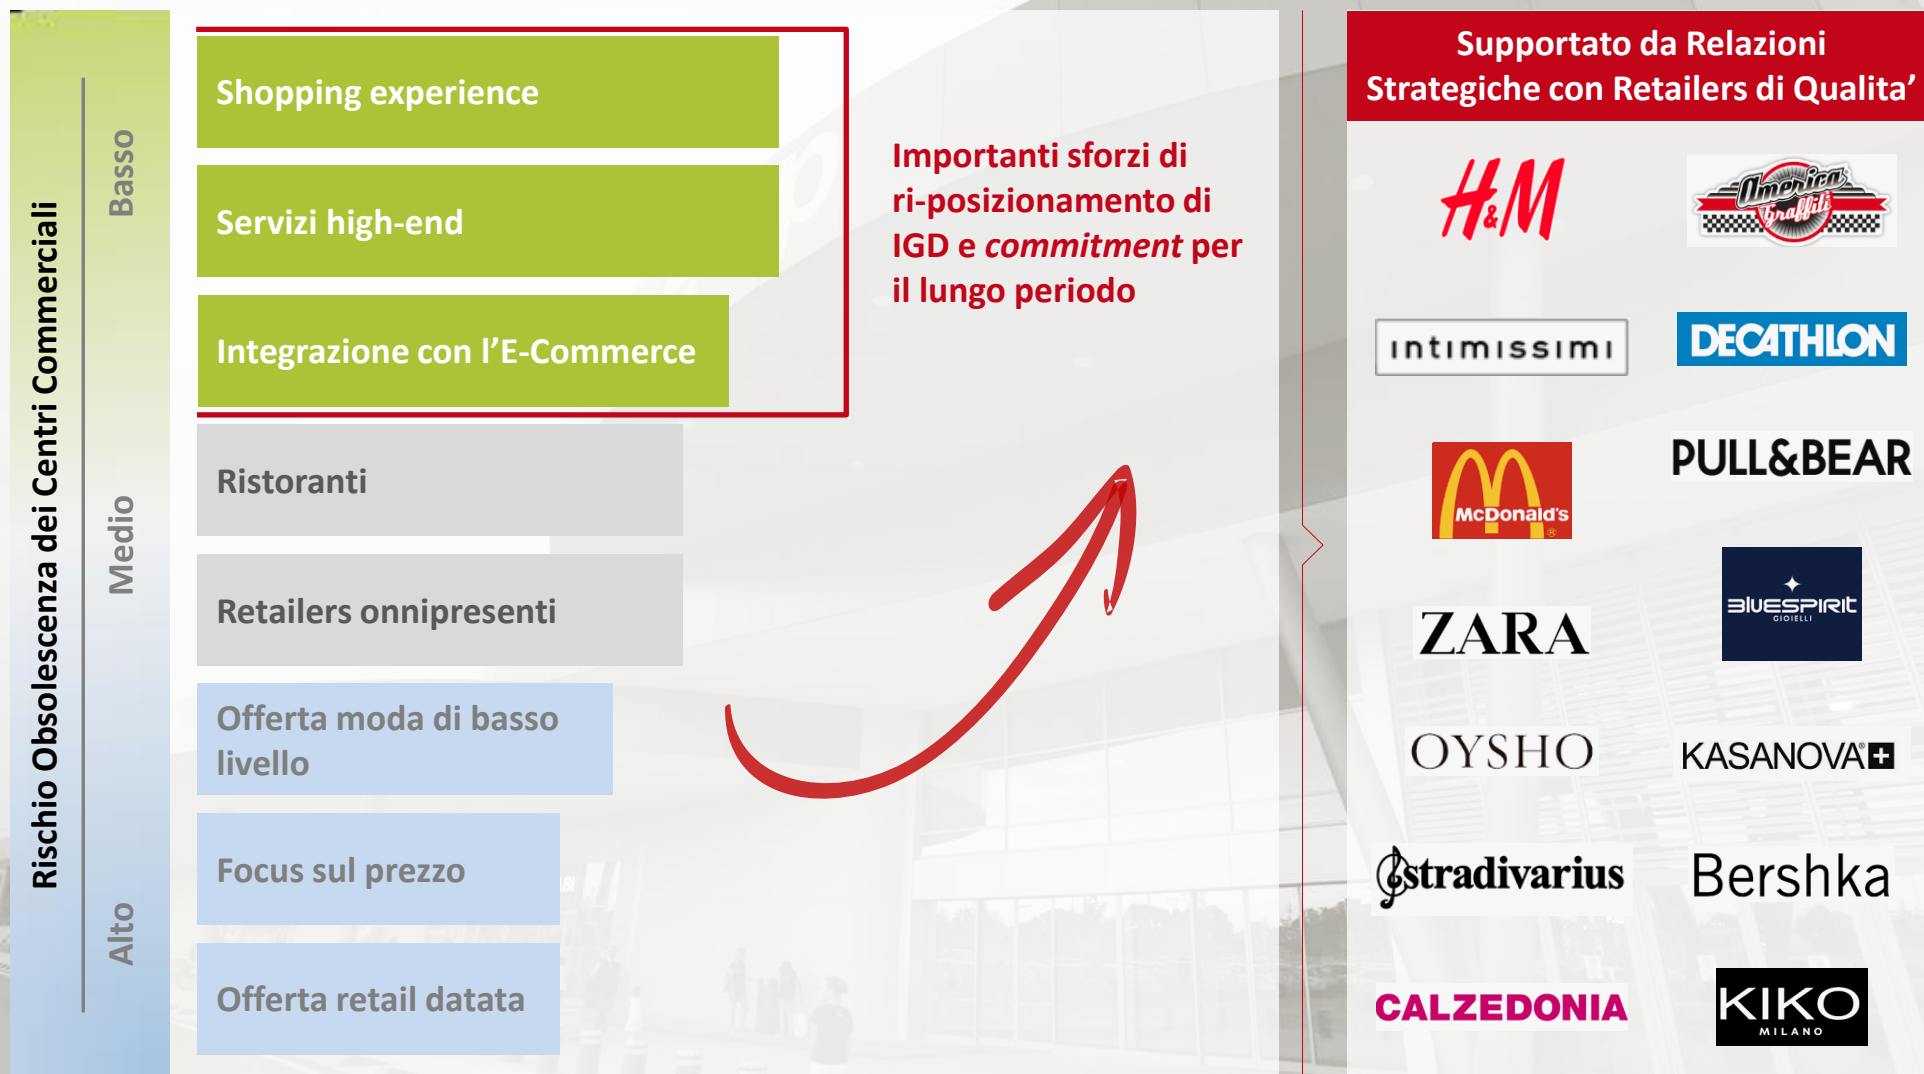 Rischio Obsolescenza dei Centri Commerciali
Basso
Medio
Alto
Shopping experience
Servizi high-end
Integrazione con l’E-Commerce
Ristoranti
Retailers onnipresenti
Offerta moda di basso
livello
Focus sul prezzo
Offerta retail datata
Importanti sforzi di
ri-posizionamento di
IGD e commitment per
il lungo periodo
Supportato da Relazioni
Strategiche con Retailers di Qualita’
H&M
America
Graffiti
intimissimi
DECATHLON
McDonald's
®
PULL&BEAR
ZARA
BLUESPIRIT
GIOIELLI
OYSHO
KASANOVA®+
stradivarius
Bershka
CALZEDONIA
KIKO
MILANO